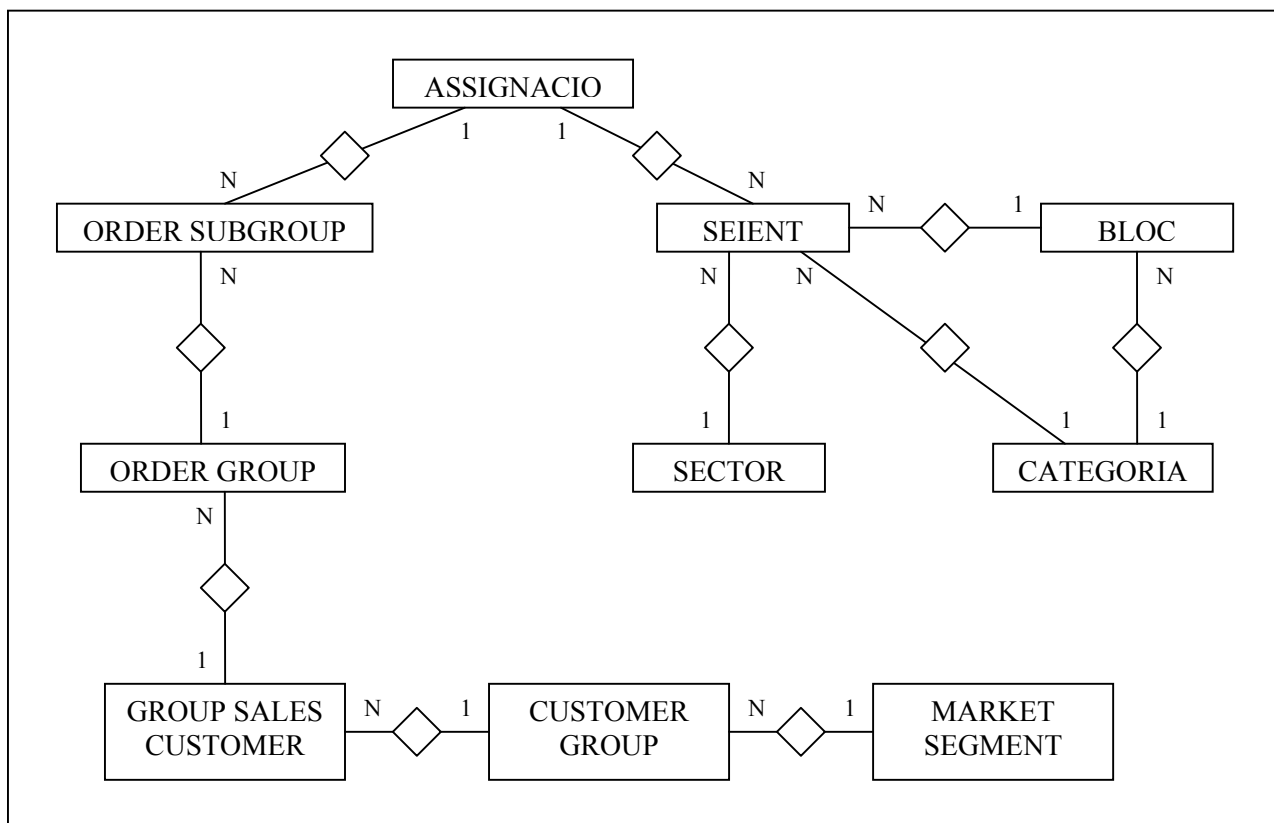 ASSIGNACIO
1
1
N
N
ORDER SUBGROUP
SEIENT
N
1
BLOC
N
N
N
N
1
1
1
1
ORDER GROUP
SECTOR
CATEGORIA
N
1
GROUP SALES
CUSTOMER
N
1
CUSTOMER
GROUP
N
1
MARKET
SEGMENT